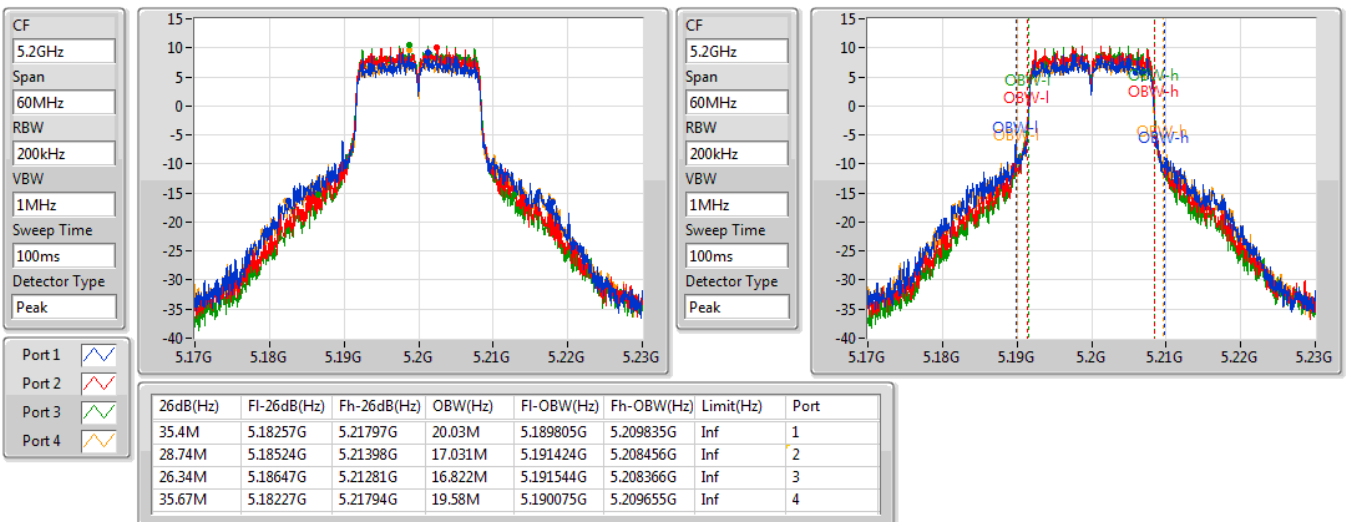 CF
5.2GHz
Span
60MHz
RBW
200kHz
VBW
1MHz
Sweep Time
100ms
Detector Type
Peak
15
10
5
0
-5
-10
-15
-20
-25
-30
-35
-40
5.17G 5.18G 5.19G 5.2G 5.21G 5.22G 5.23G
CF
5.2GHz
Span
60MHz
RBW
200kHz
VBW
1MHz
Sweep Time
100ms
Detector Type
Peak
15
10
5
0
-5
-10
-15
-20
-25
-30
-35
-40
OBW-l OBW-h
OBW-l OBW-h
OBW-l OBW-h
OBW-l OBW-h
5.17G 5.18G 5.19G 5.2G 5.21G 5.22G 5.23G
Port 1
Port 2
Port 3
Port 4
26dB(Hz) Fl-26dB(Hz) Fh-26dB(Hz) OBW(Hz) Fl-OBW(Hz) Fh-OBW(Hz) Limit(Hz) Port
35.4M 5.18257G 5.21797G 20.03M 5.189805G 5.209835G Inf 1
28.74M 5.18524G 5.21398G 17.031M 5.191424G 5.208456G Inf 2
26.34M 5.18647G 5.21281G 16.822M 5.191544G 5.208366G Inf 3
35.67M 5.18227G 5.21794G 19.58M 5.190075G 5.209655G Inf 4